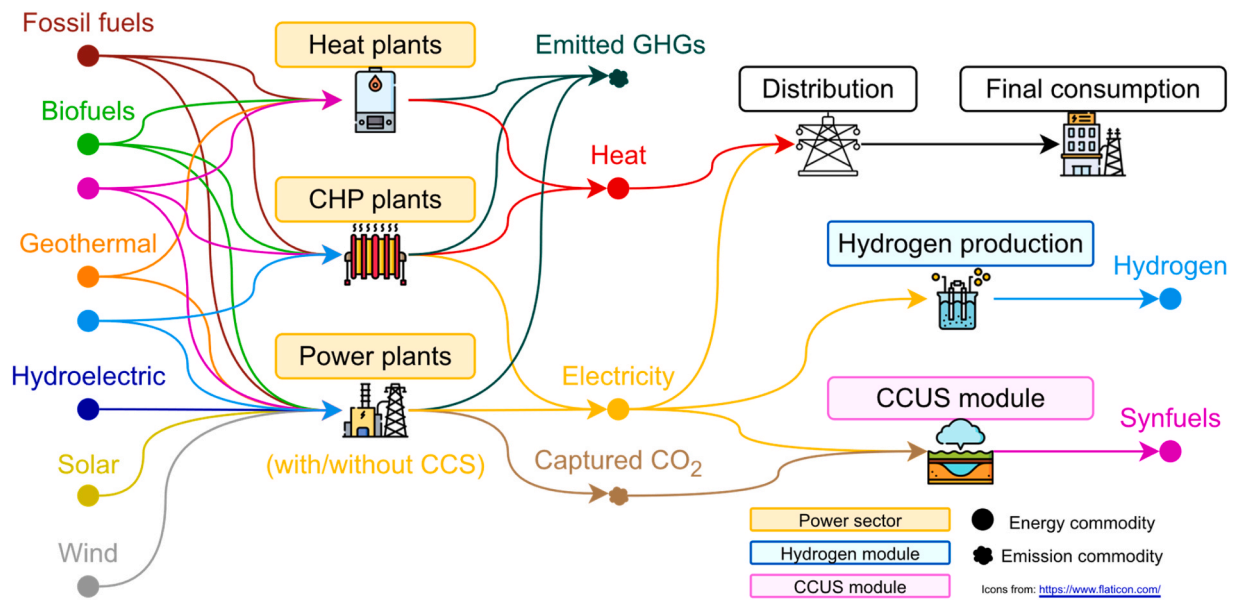 Fossil fuels
Heat plants
Emitted GHGs
Distribution
Final consumption
Biofuels
Heat
CHP plants
Geothermal
Hydrogen production
Hydrogen
Power plants
Hydroelectric
Electricity
CCUS module
Synfuels
Solar
(with/without CCS)
Captured CO2
Wind
Power sector
Energy commodity
Hydrogen module
Emission commodity
CCUS module
Icons from: https://www.flaticon.com/